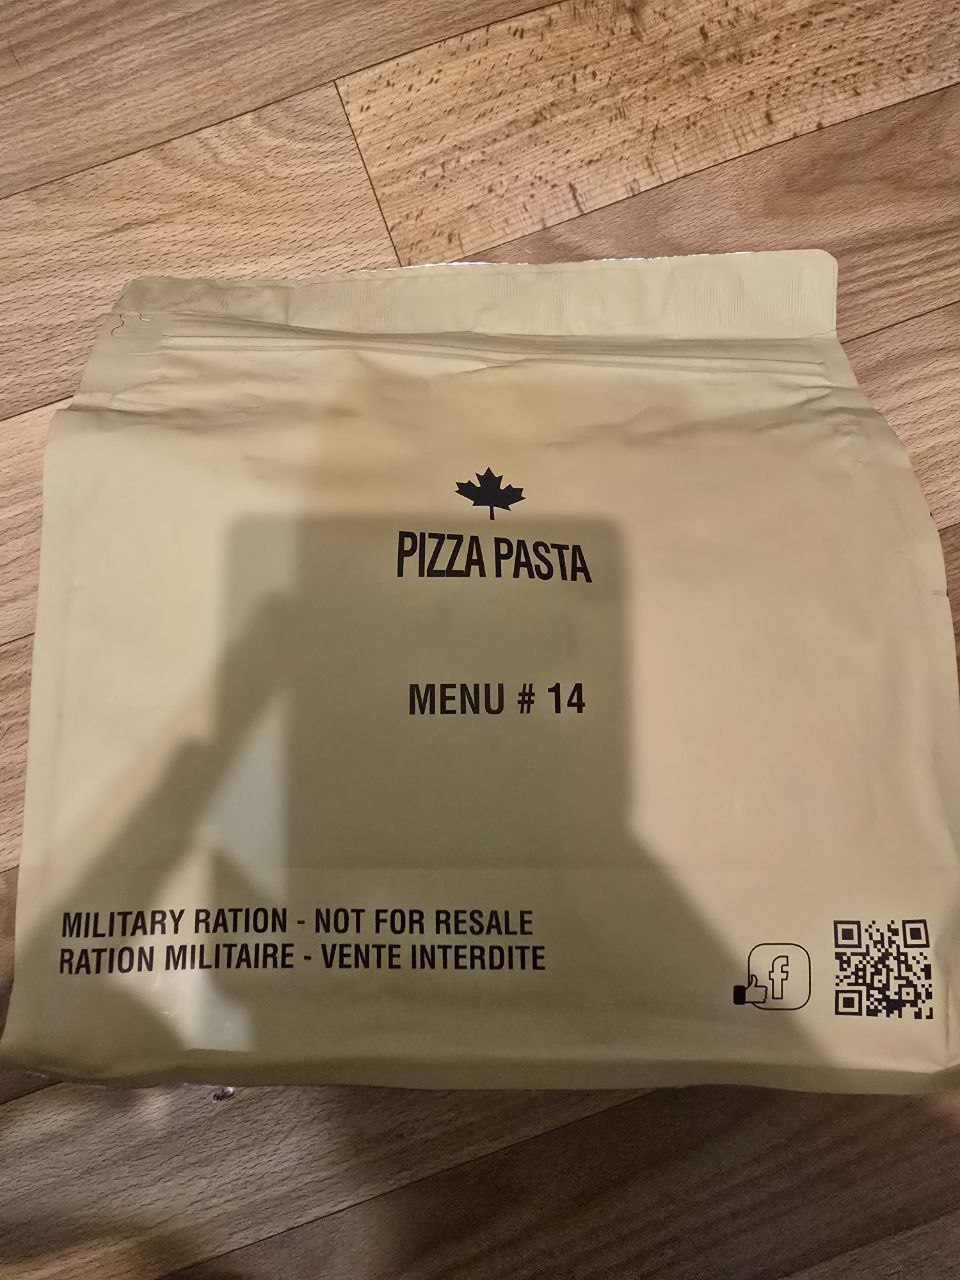 PIZZA PASTA
MENU # 14
MILITARY RATION - NOT FOR RESALE
RATION MILITAIRE - VENTE INTERDITE
f